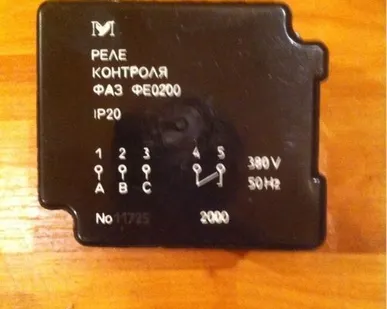 РЕЛЕ
КОНТРОЛЯ
ФАЗ ФЕ0200
IP20
1 2 3 4 5
380 V
A B C
50 Hz
No 2000